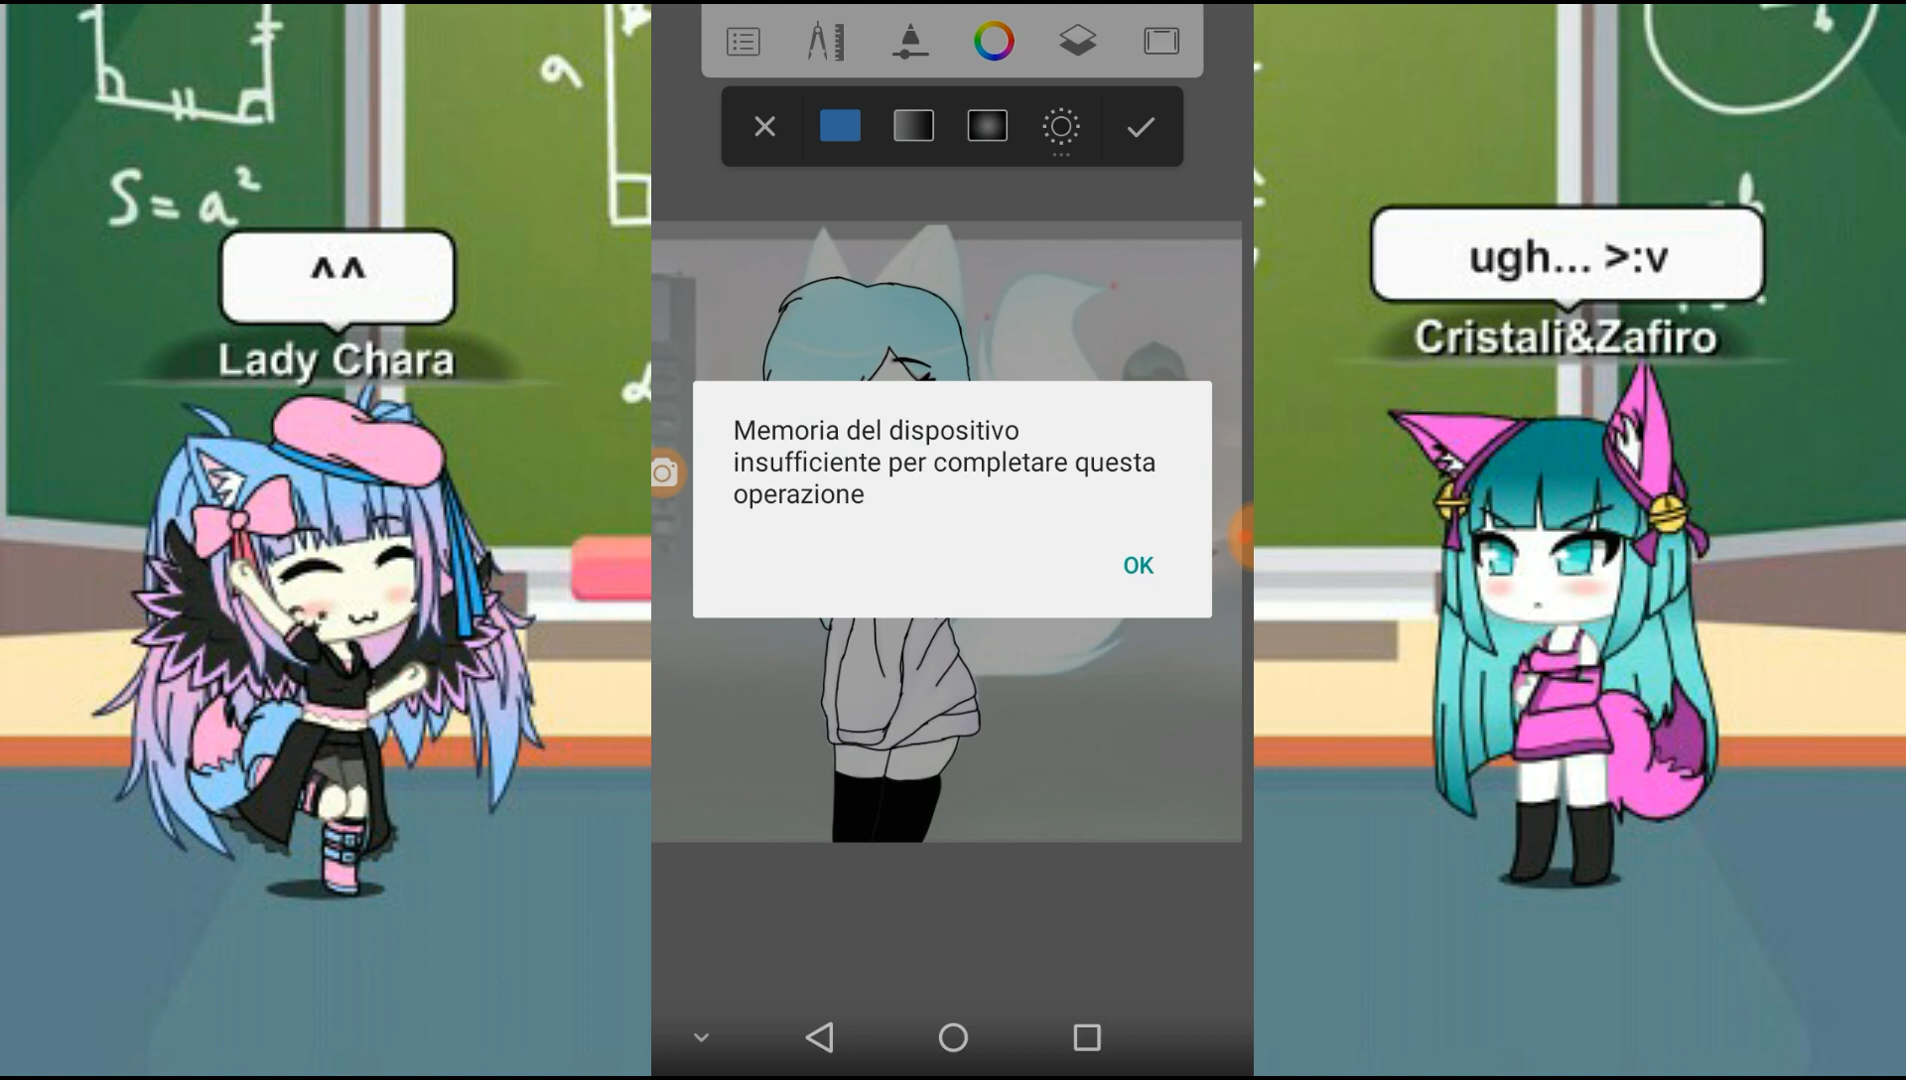 S = a²
a
^^
Lady Chara
Memoria del dispositivo
insufficiente per completare questa
operazione
OK
b
ugh... >:v
Cristali&Zafiro